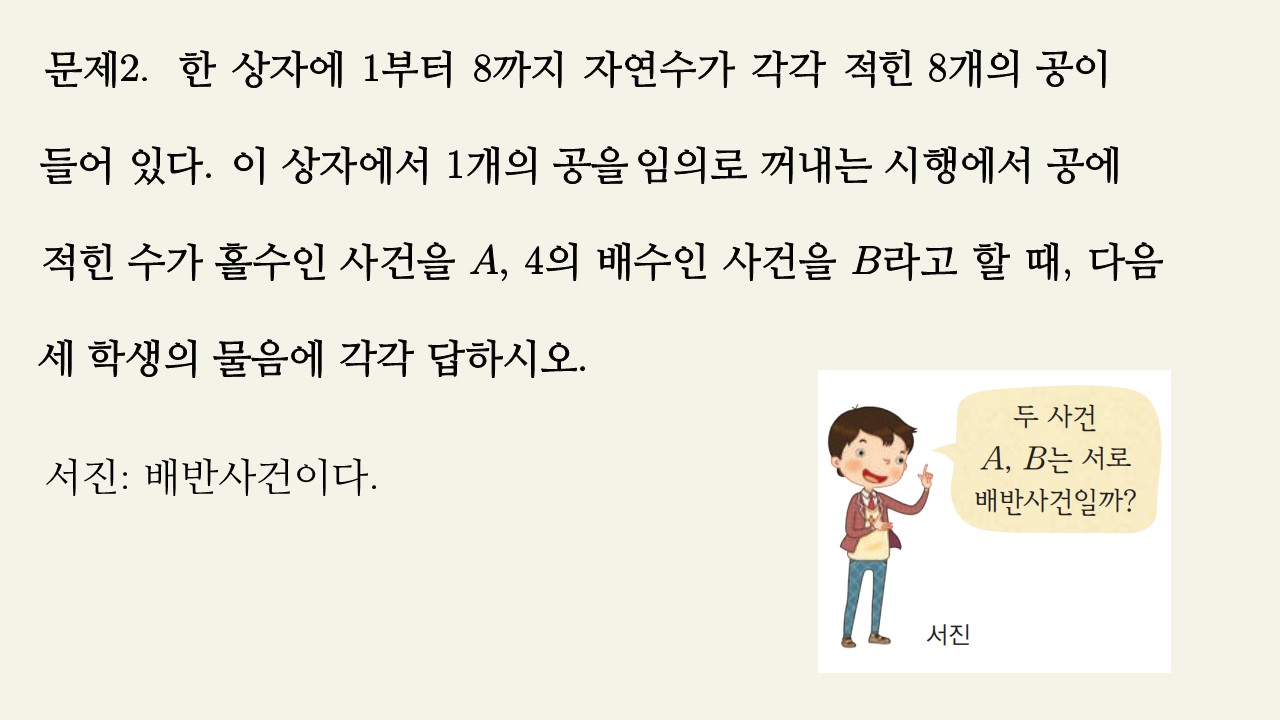 문제2. 한 상자에 1부터 8까지 자연수가 각각 적힌 8개의 공이
들어 있다. 이 상자에서 1개의 공을 임의로 꺼내는 시행에서 공에
적힌 수가 홀수인 사건을 A, 4의 배수인 사건을 B라고 할 때, 다음
세 학생의 물음에 각각 답하시오.
서진: 배반사건이다.
두 사건
A, B는 서로
배반사건일까?
서진